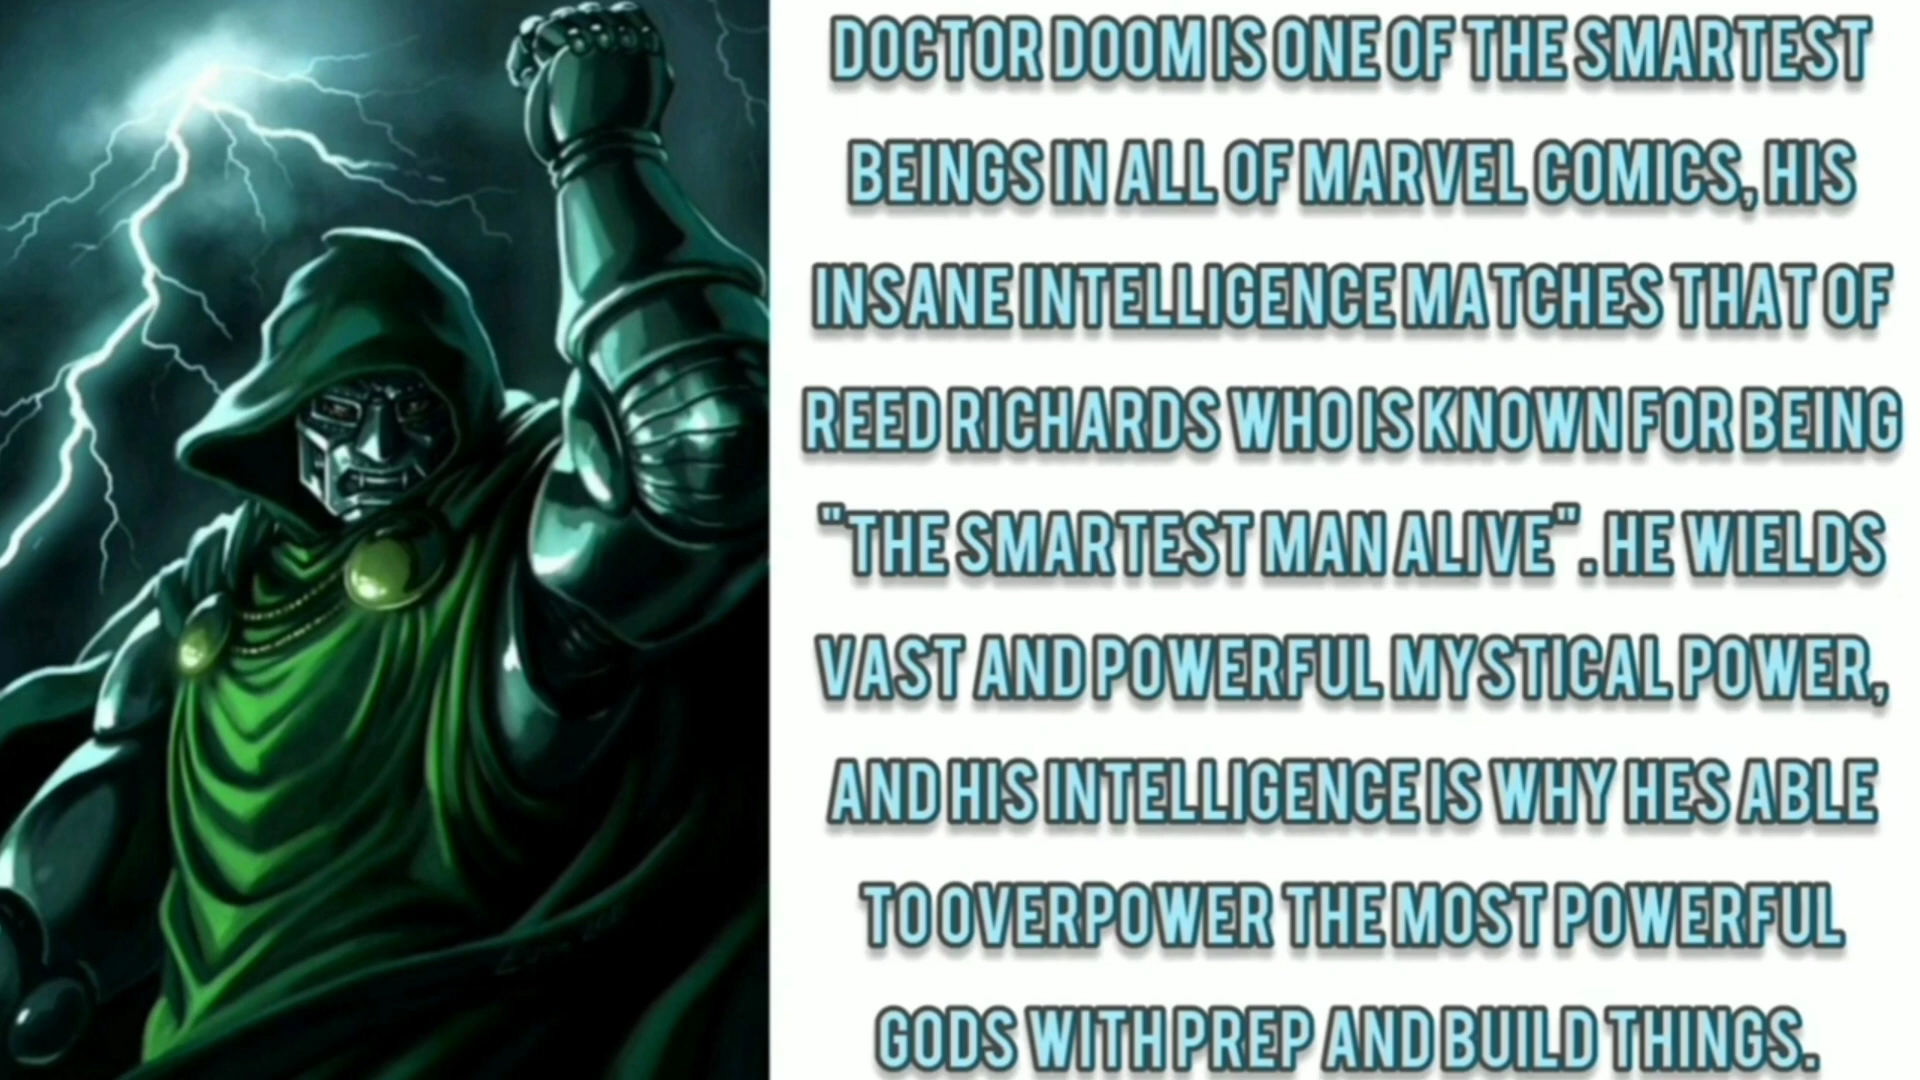 DOCTOR DOOM IS ONE OF THE SMARTEST
BEINGS IN ALL OF MARVEL COMICS, HIS
INSANE INTELLIGENCE MATCHES THAT OF
REED RICHARDS WHO IS KNOWN FOR BEING
"THE SMARTEST MAN ALIVE". HE WIELDS
VAST AND POWERFUL MYSTICAL POWER,
AND HIS INTELLIGENCE IS WHY HES ABLE
TO OVERPOWER THE MOST POWERFUL
GODS WITH PREP AND BUILD THINGS.